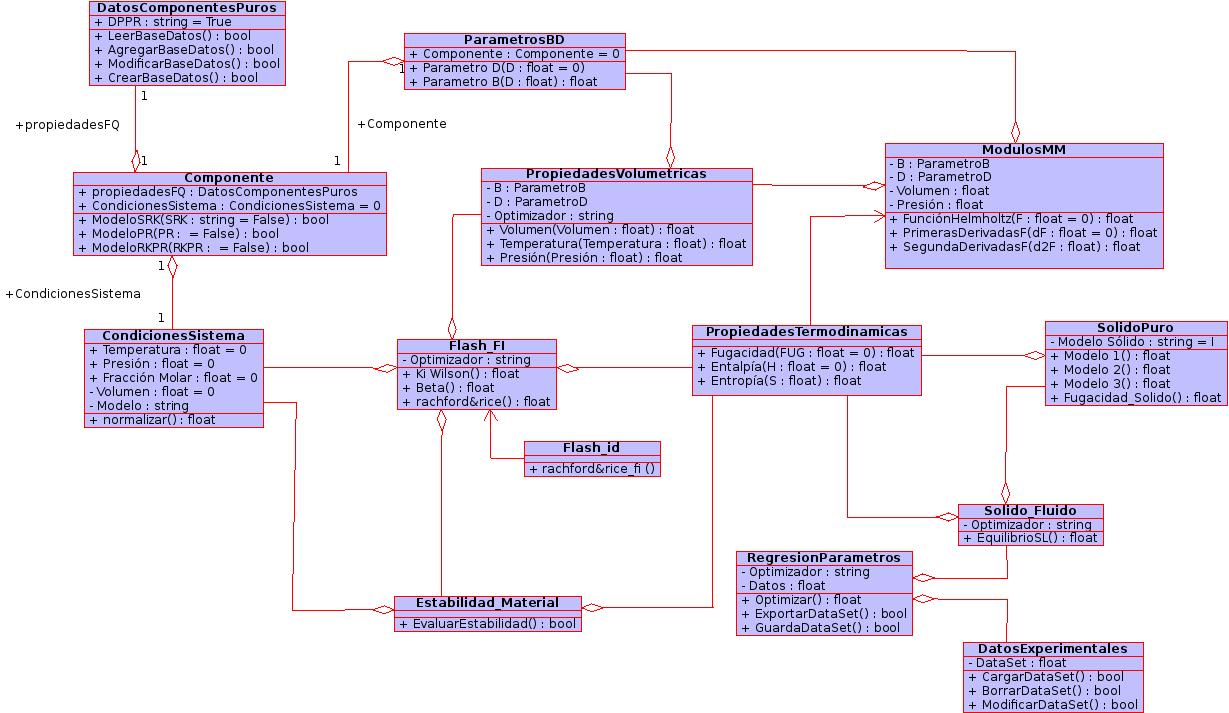 DatosComponentesPuros
+ DPPR : string = True
+ LeerBaseDatos() : bool
+ AgregarBaseDatos() : bool
+ ModificarBaseDatos() : bool
+ CrearBaseDatos() : bool
1
+propiedadesFQ
1
ParametrosBD
+ Componente : Componente = 0
+ Parametro D(D : float = 0)
+ Parametro B(D : float) : float
1
+Componente
1
Componente
+ propiedadesFQ : DatosComponentesPuros
+ CondicionesSistema : CondicionesSistema = 0
+ ModeloSRK(SRK : string = False) : bool
+ ModeloPR(PR :  = False) : bool
+ ModeloRKPR(RKPR :  = False) : bool
1
+CondicionesSistema
1
PropiedadesVolumetricas
- B : ParametroB
- D : ParametroD
- Optimizador : string
+ Volumen(Volumen : float) : float
+ Temperatura(Temperatura : float) : float
+ Presión(Presión : float) : float
ModulosMM
- B : ParametroB
- D : ParametroD
- Volumen : float
- Presión : float
+ FunciónHelmholtz(F : float = 0) : float
+ PrimerasDerivadasF(dF : float = 0) : float
+ SegundaDerivadasF(d2F : float) : float
CondicionesSistema
+ Temperatura : float = 0
+ Presión : float = 0
+ Fracción Molar : float = 0
- Volumen : float = 0
- Modelo : string
+ normalizar() : float
Flash_FI
- Optimizador : string
+ Ki Wilson() : float
+ Beta() : float
+ rachford&rice() : float
PropiedadesTermodinamicas
+ Fugacidad(FUG : float = 0) : float
+ Entalpía(H : float = 0) : float
+ Entropía(S : float) : float
SolidoPuro
- Modelo Sólido : string = I
+ Modelo 1() : float
+ Modelo 2() : float
+ Modelo 3() : float
+ Fugacidad_Solido() : float
Flash_id
+ rachford&rice_fi ()
Solido_Fluido
- Optimizador : string
+ EquilibrioSL() : float
RegresionParametros
- Optimizador : string
- Datos : float
+ Optimizar() : float
+ ExportarDataSet() : bool
+ GuardaDataSet() : bool
Estabilidad_Material
+ EvaluarEstabilidad() : bool
DatosExperimentales
- DataSet : float
+ CargarDataSet() : bool
+ BorrarDataSet() : bool
+ ModificarDataSet() : bool